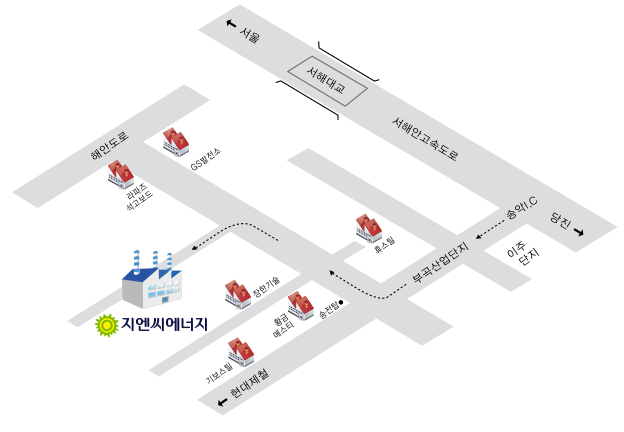 서울
서해대교
서해안고속도로
해안도로
GS발전소
라파즈
석고보드
송악I.C
당진
이주
단지
휴스틸
부곡산업단지
장한기술
황금
에스티
송전탑
지엔씨에너지
기보스틸
현대제철